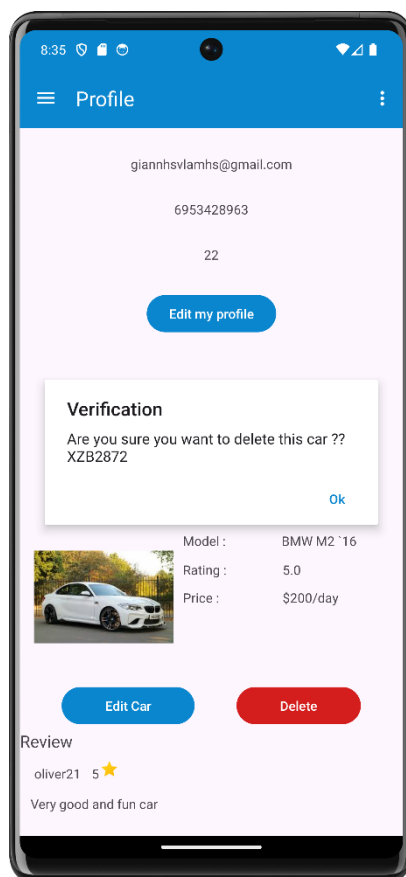 8:35
Profile
giannhsvlamhs@gmail.com
6953428963
22
Edit my profile
Verification
Are you sure you want to delete this car ??
XZB2872
Ok
Model : BMW M2 `16
Rating : 5.0
Price : $200/day
Edit Car Delete
Review
oliver21 5
Very good and fun car